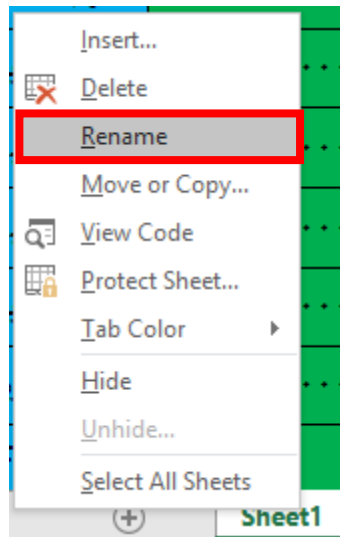 Insert...
Delete
Rename
Move or Copy...
View Code
Protect Sheet...
Tab Color
Hide
Unhide...
Select All Sheets
Sheet1